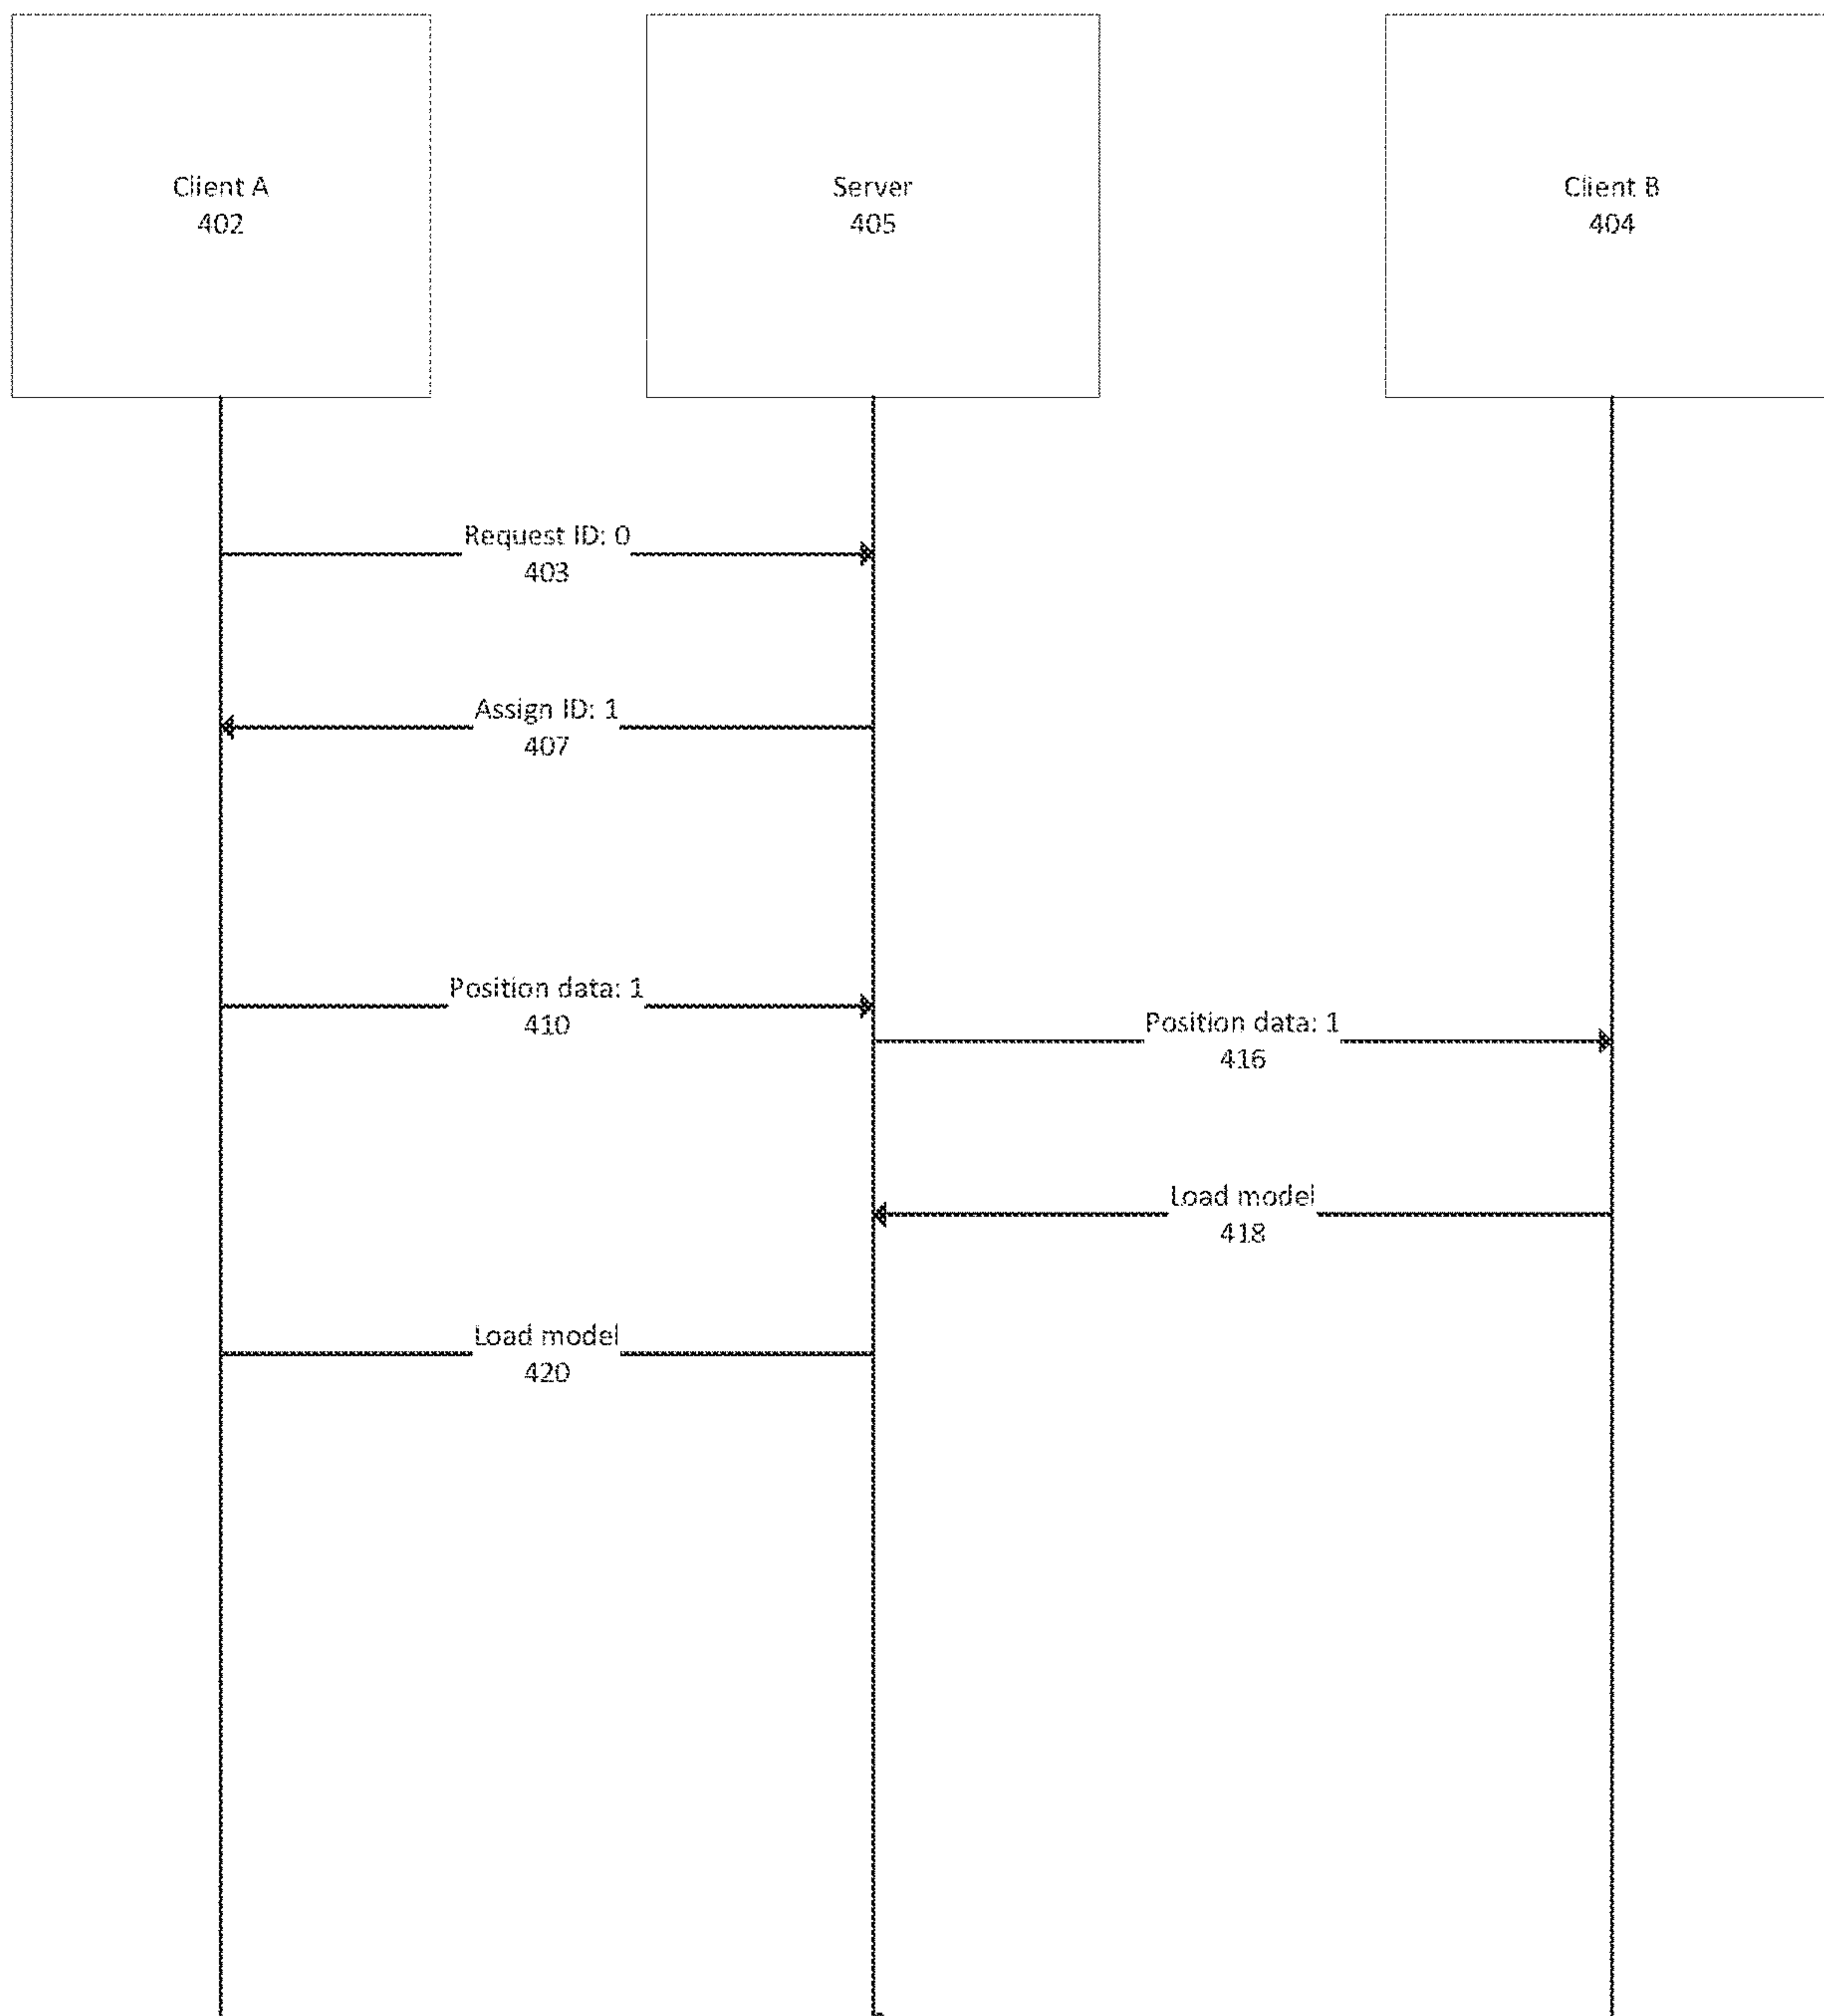 Client A
402
Server
405
Client B
404
Request ID: 0
403
Assign ID: 1
407
Position data: 1
410
Position data: 1
416
Load model
418
Load model
420